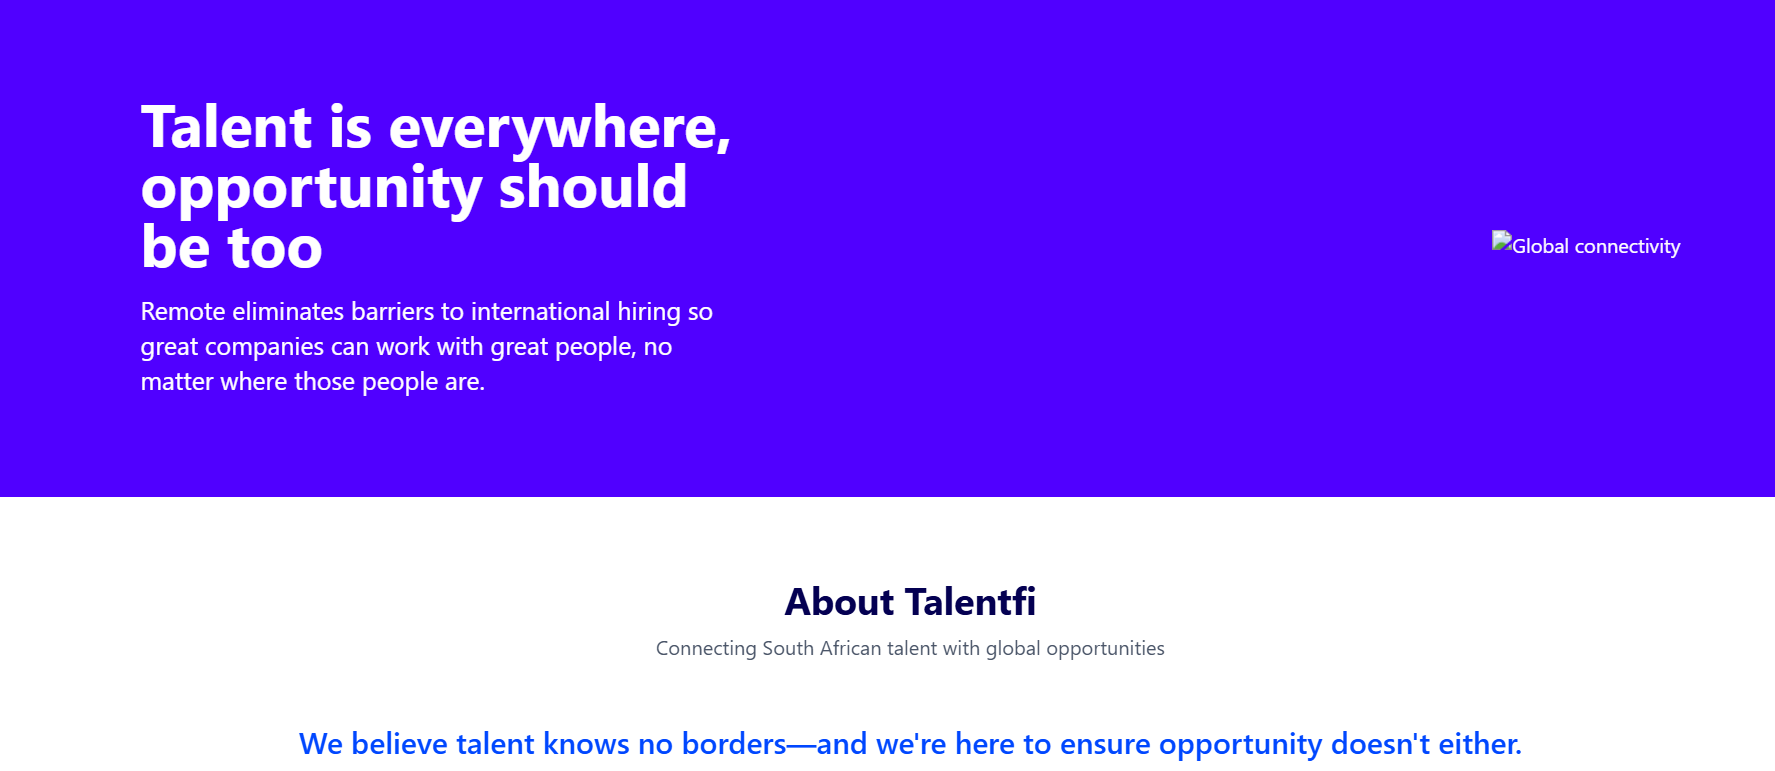 Talent is everywhere,
opportunity should
be too
Remote eliminates barriers to international hiring so
great companies can work with great people, no
matter where those people are.
Global connectivity
About Talentfi
Connecting South African talent with global opportunities
We believe talent knows no borders—and we're here to ensure opportunity doesn't either.